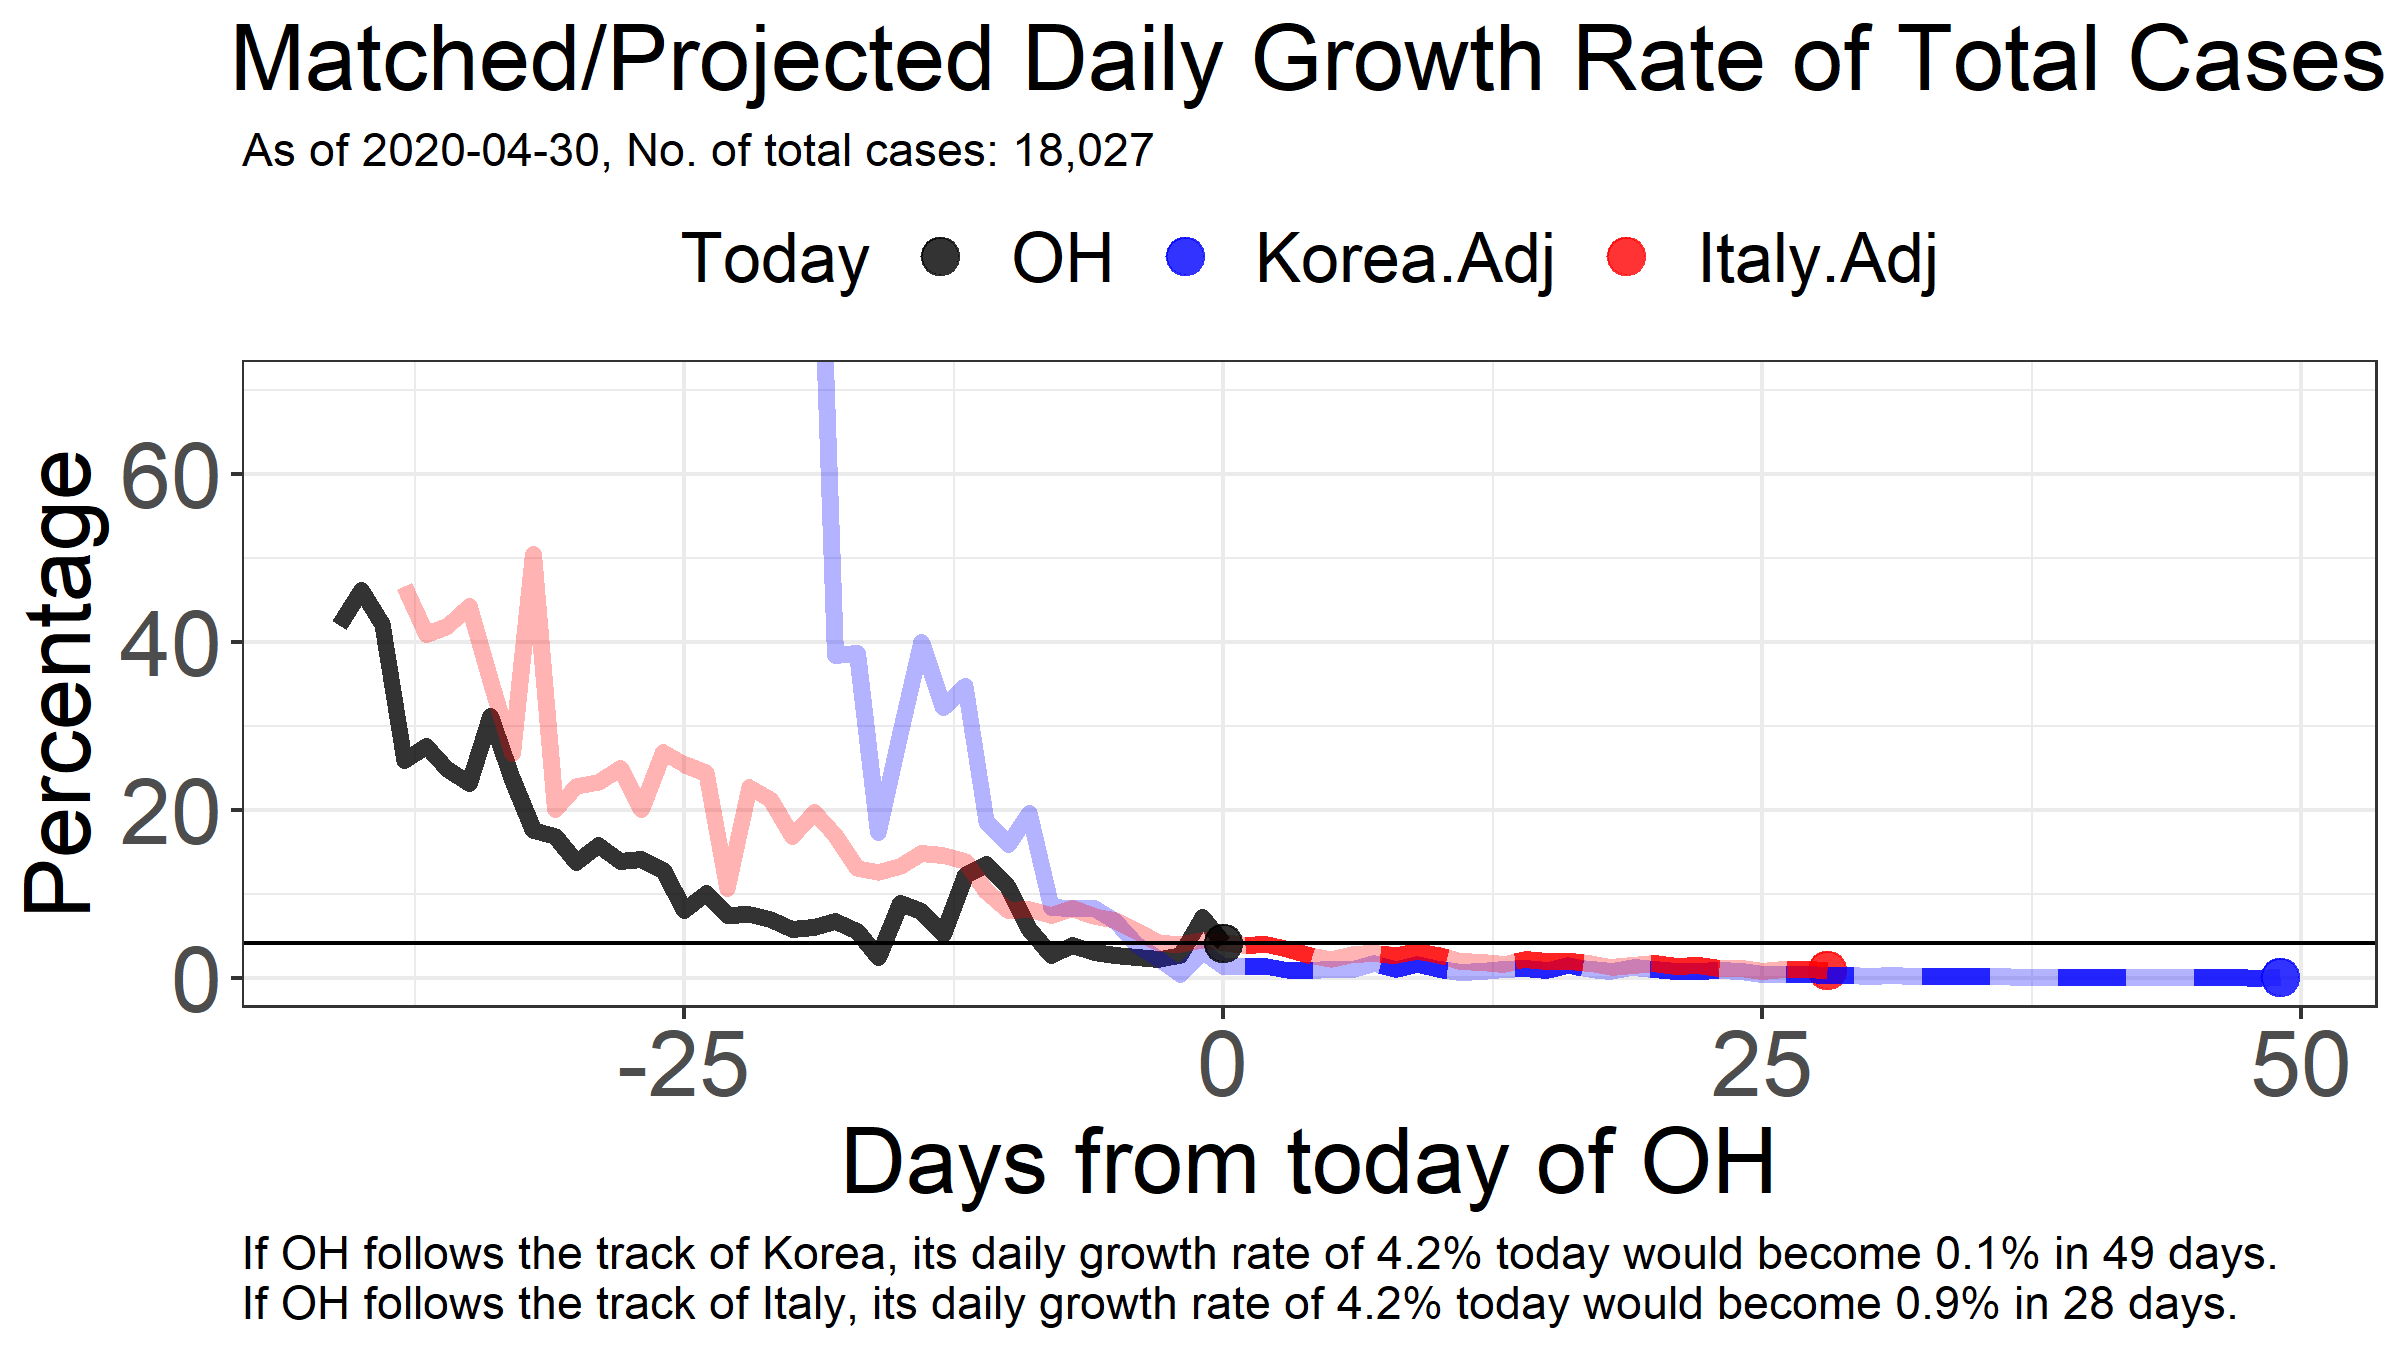 Matched/Projected Daily Growth Rate of Total Cases
As of 2020-04-30, No. of total cases: 18,027
Today OH Korea.Adj Italy.Adj
Percentage
60
40
20
0
-25 0 25 50
Days from today of OH
If OH follows the track of Korea, its daily growth rate of 4.2% today would become 0.1% in 49 days.
If OH follows the track of Italy, its daily growth rate of 4.2% today would become 0.9% in 28 days.